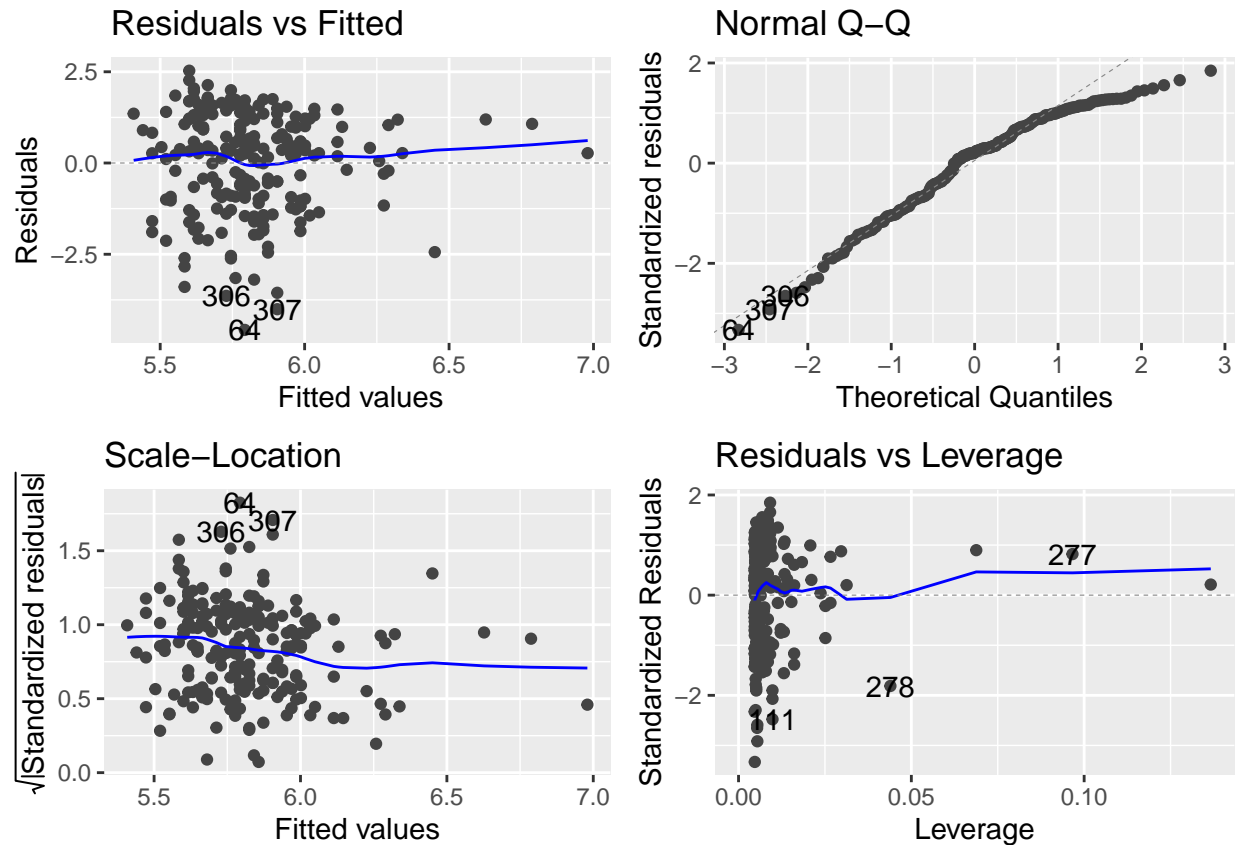 Residuals vs Fitted
2.5
0.0
−2.5
Residuals
306
307
64
5.5 6.0 6.5 7.0
Fitted values
Normal Q−Q
2
0
−2
Standardized residuals
306
307
64
−3 −2 −1 0 1 2 3
Theoretical Quantiles
Scale−Location
1.5
1.0
0.5
0.0
√|Standardized residuals|
64
307
306
5.5 6.0 6.5 7.0
Fitted values
Residuals vs Leverage
2
0
−2
Standardized Residuals
277
278
111
0.00 0.05 0.10
Leverage